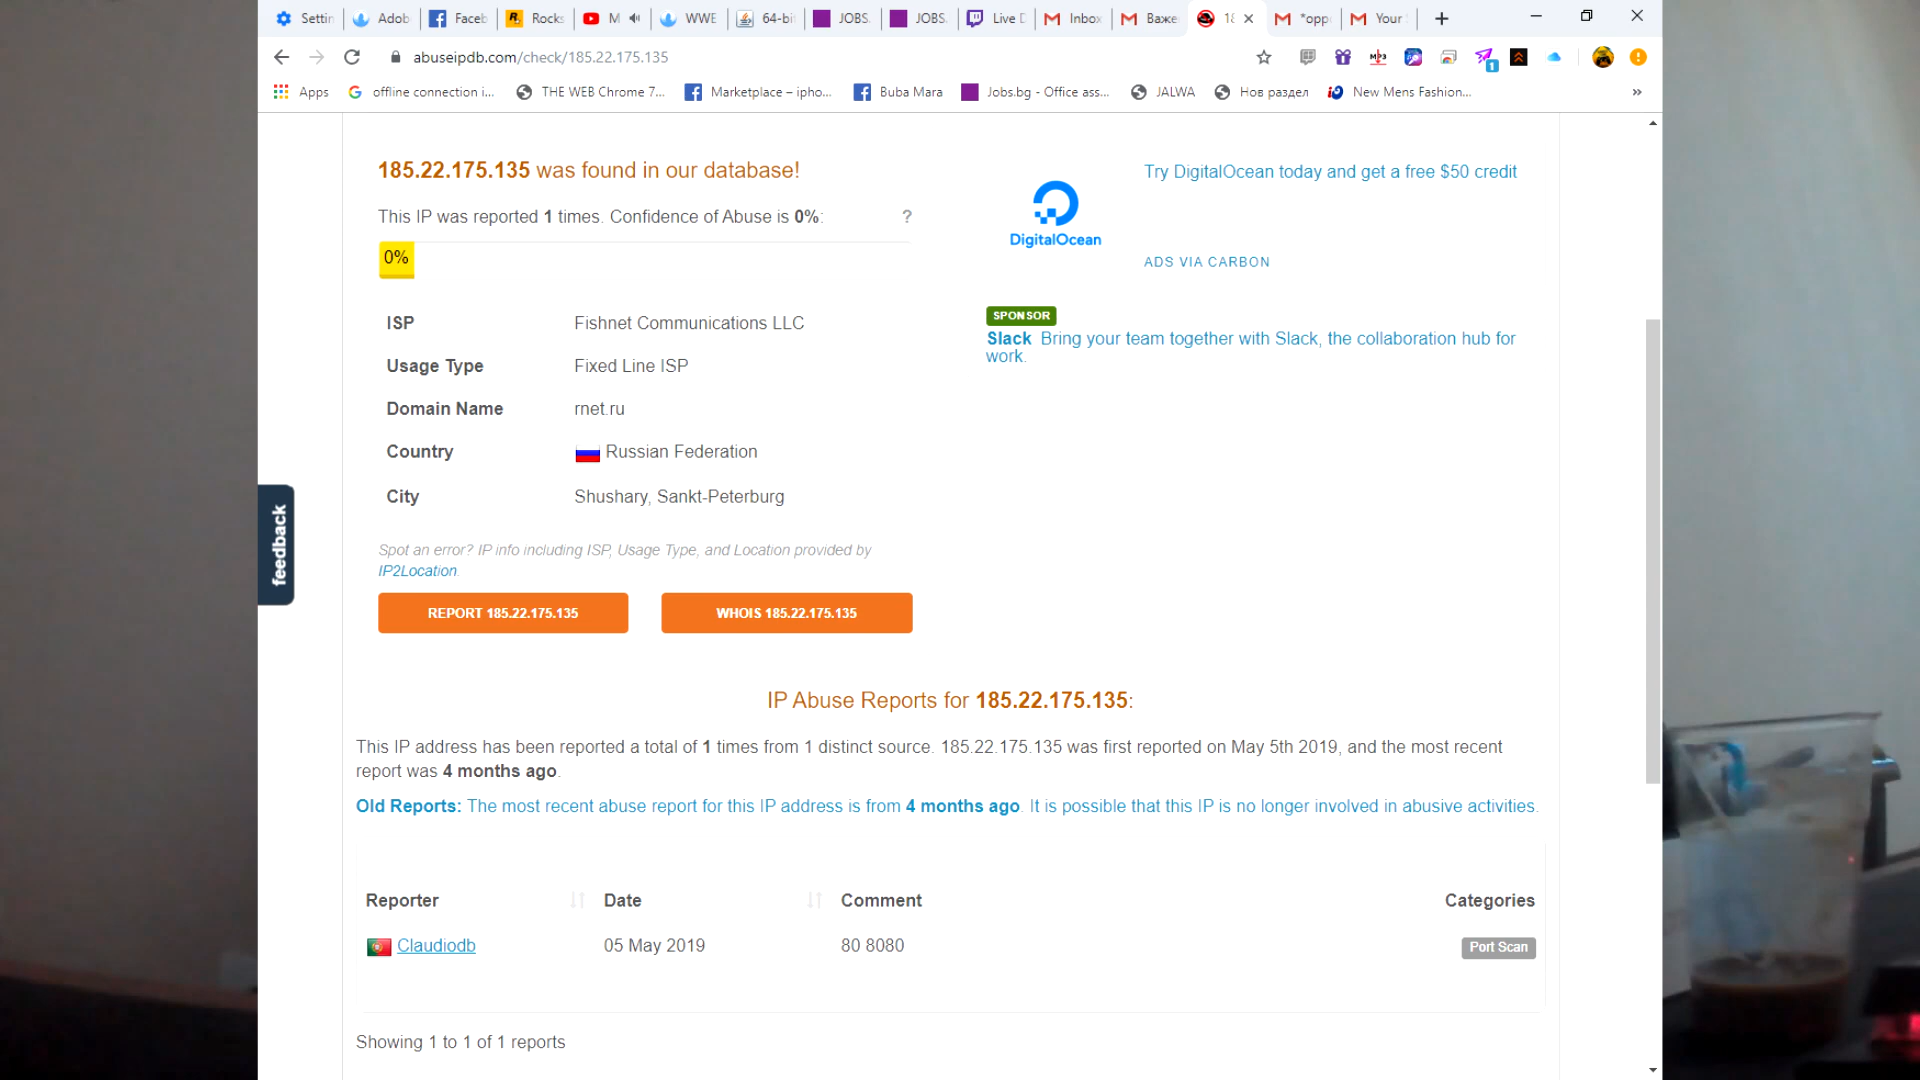 Settin
Adob
Faceb
Rocks
M
WWE
64-bi
JOBS.
JOBS.
Live D
Inbox
Важе
18
*opp
Your
abuseipdb.com/check/185.22.175.135
Apps
offline connection i...
THE WEB Chrome 7...
Marketplace – ipho...
Buba Mara
Jobs.bg - Office ass...
JALWA
Нов раздел
New Mens Fashion...
185.22.175.135 was found in our database!
This IP was reported 1 times. Confidence of Abuse is 0%:
?
0%
ISP Fishnet Communications LLC
Usage Type Fixed Line ISP
Domain Name rnet.ru
Country Russian Federation
City Shushary, Sankt-Peterburg
Spot an error? IP info including ISP, Usage Type, and Location provided by
IP2Location.
REPORT 185.22.175.135
WHOIS 185.22.175.135
DigitalOcean
Try DigitalOcean today and get a free $50 credit
ADS VIA CARBON
SPONSOR
Slack Bring your team together with Slack, the collaboration hub for
work.
feedback
IP Abuse Reports for 185.22.175.135:
This IP address has been reported a total of 1 times from 1 distinct source. 185.22.175.135 was first reported on May 5th 2019, and the most recent
report was 4 months ago.
Old Reports: The most recent abuse report for this IP address is from 4 months ago. It is possible that this IP is no longer involved in abusive activities.
Reporter Date Comment Categories
Claudiodb 05 May 2019 80 8080 Port Scan
Showing 1 to 1 of 1 reports